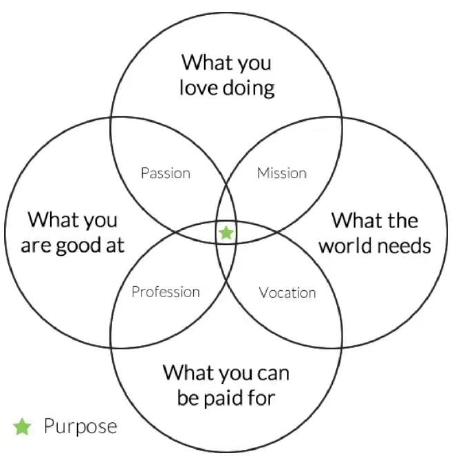 What you
love doing
Passion
Mission
What you
are good at
What the
world needs
Profession
Vocation
What you can
be paid for
Purpose